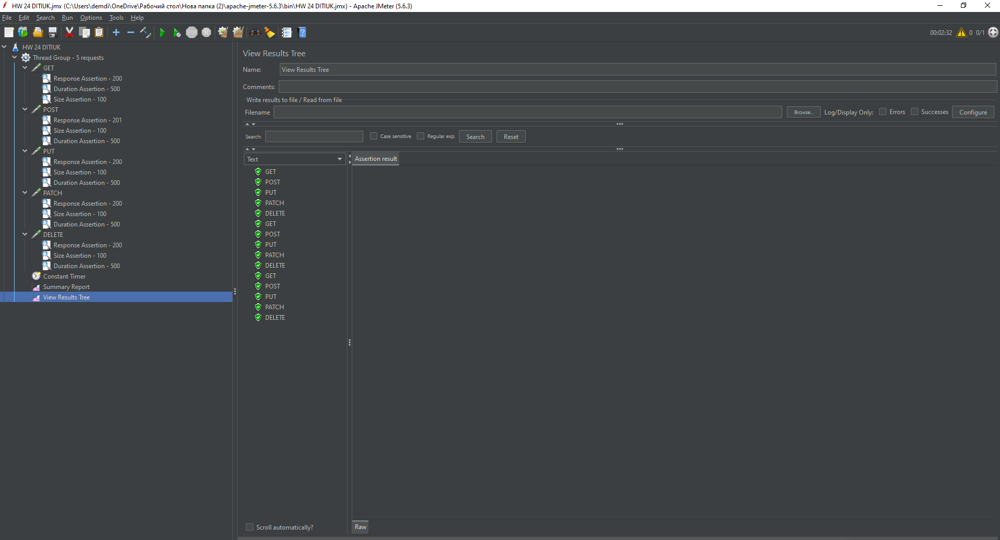 HW 24 DITIUK.jmx (C:\Users\demdi\OneDrive\Рабочий стол\Нова папка (2)\apache-jmeter-5.6.3\bin\HW 24 DITIUK.jmx) - Apache JMeter (5.6.3)
File Edit Search Run Options Tools Help
STOP
00:02:32 0 0/1
HW 24 DITIUK
Thread Group - 5 requests
GET
Response Assertion - 200
Duration Assertion - 500
Size Assertion - 100
POST
Response Assertion - 201
Size Assertion - 100
Duration Assertion - 500
PUT
Response Assertion - 200
Size Assertion - 100
Duration Assertion - 500
PATCH
Response Assertion - 200
Size Assertion - 100
Duration Assertion - 500
DELETE
Response Assertion - 200
Size Assertion - 100
Duration Assertion - 500
Constant Timer
Summary Report
View Results Tree
View Results Tree
Name: View Results Tree
Comments:
Write results to file / Read from file
Filename Browse... Log/Display Only: Errors Successes Configure
Search: Case sensitive Regular exp. Search Reset
Text
Assertion result
GET
POST
PUT
PATCH
DELETE
GET
POST
PUT
PATCH
DELETE
GET
POST
PUT
PATCH
DELETE
Scroll automatically?
Raw